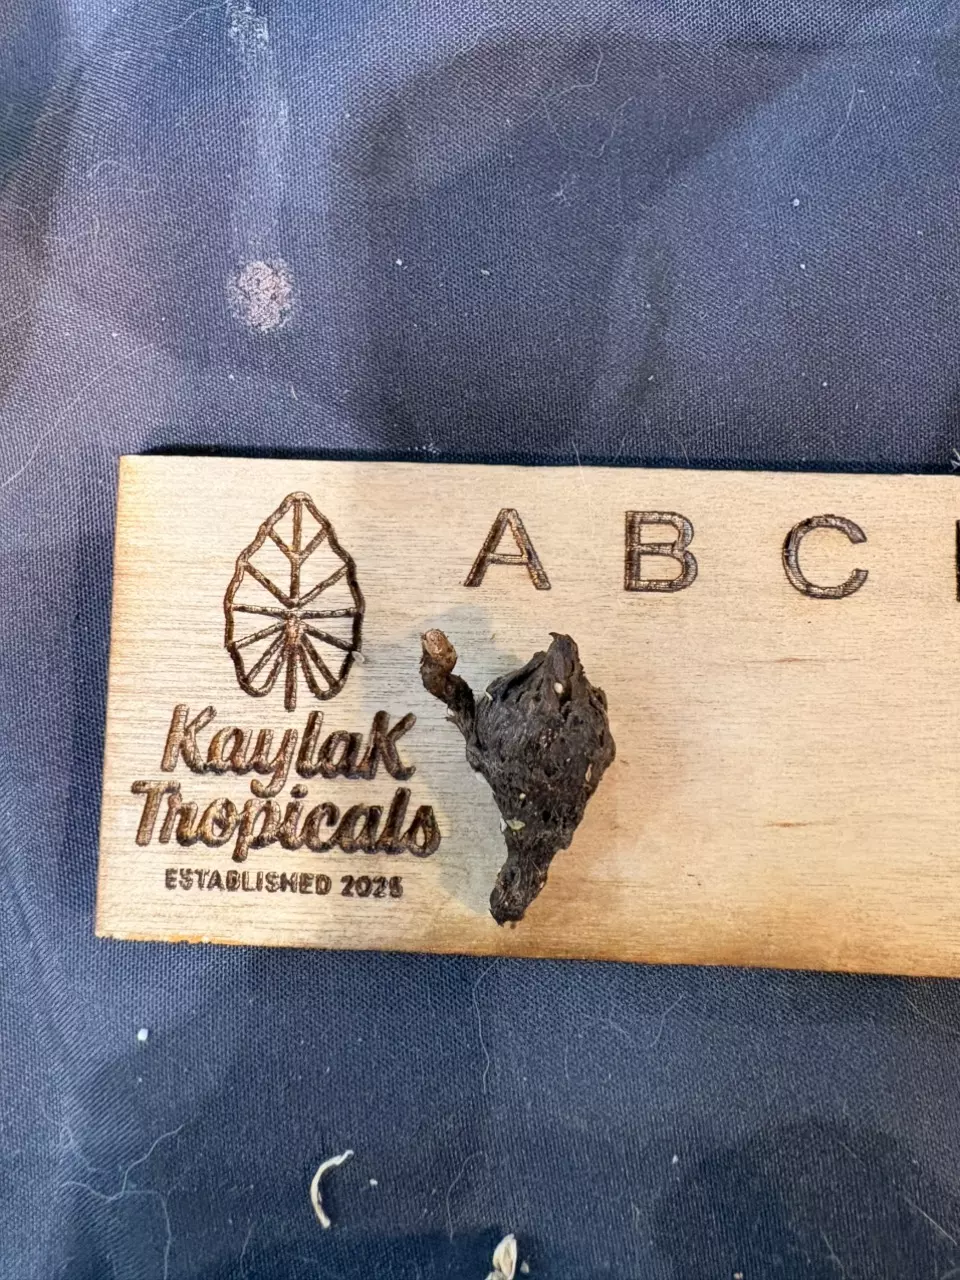 A B C
Kaylak
Tropicals
ESTABLISHED 2025